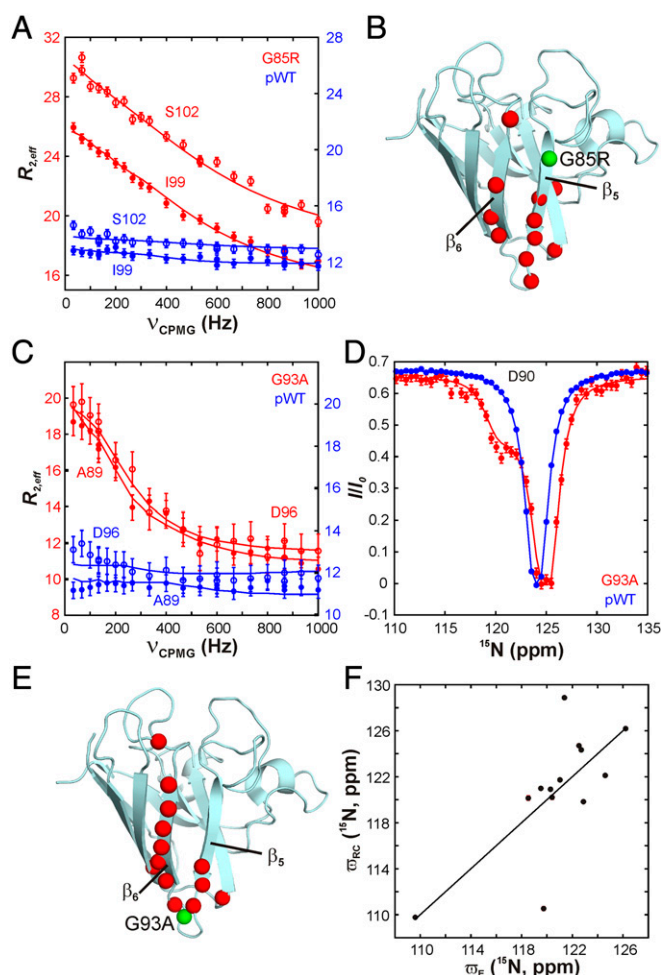 A
32
28
24
20
16
R2,eff
28
24
20
16
12
G85R
pWT
S102
I99
S102
I99
0 200 400 600 800 1000
νCPMG (Hz)
B
G85R
β5
β6
C
20
18
16
14
12
10
8
R2,eff
20
18
16
14
12
10
G93A
pWT
A89
D96
D96
A89
0 200 400 600 800 1000
νCPMG (Hz)
D
0.7
0.6
0.5
0.4
0.3
0.2
0.1
0
-0.1
I/I0
D90
G93A
pWT
110 115 120 125 130 135
15N (ppm)
E
β5
β6
G93A
F
130
126
122
118
114
110
ϖRC (15N, ppm)
110 114 118 122 126
ϖE (15N, ppm)